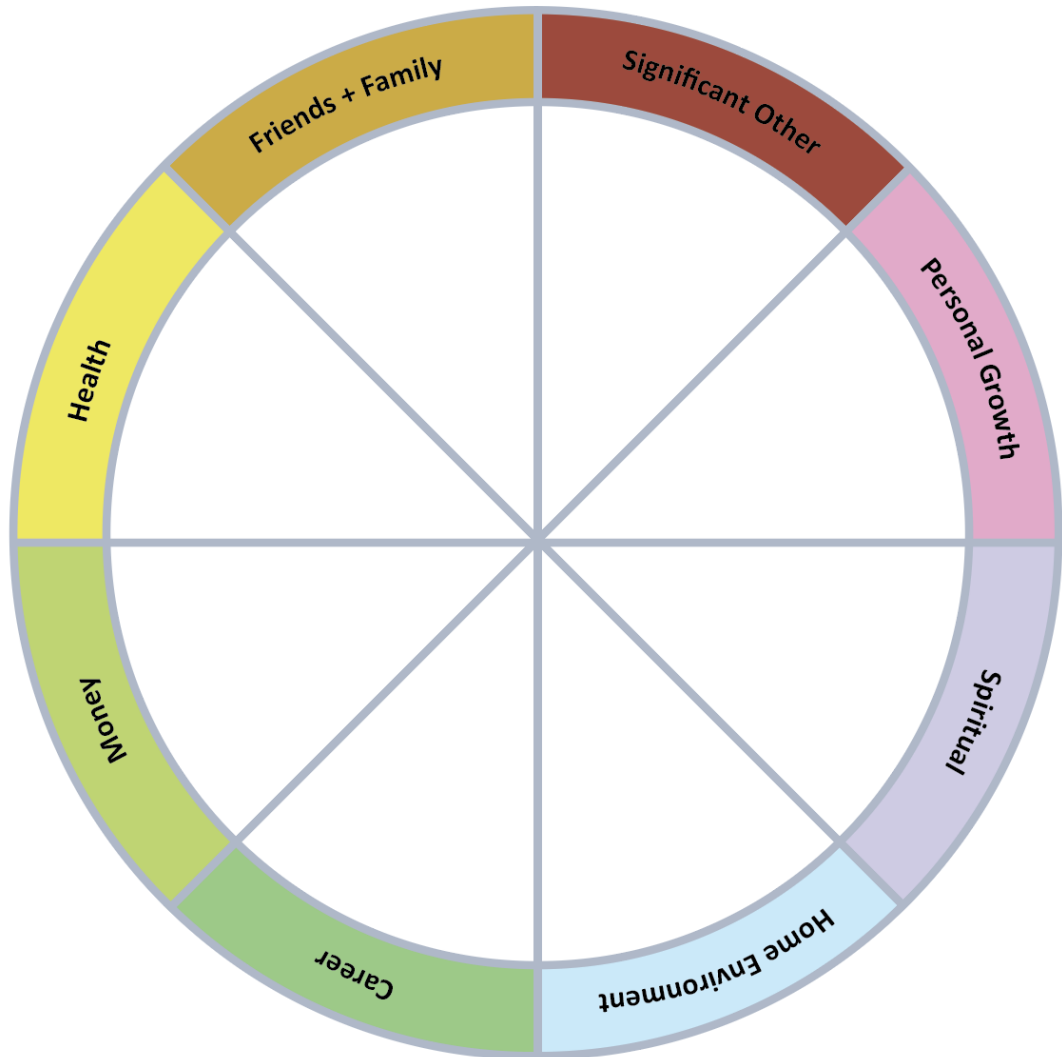 Significant Other
Personal Growth
Spiritual
Home Environment
Career
Money
Health
Friends + Family